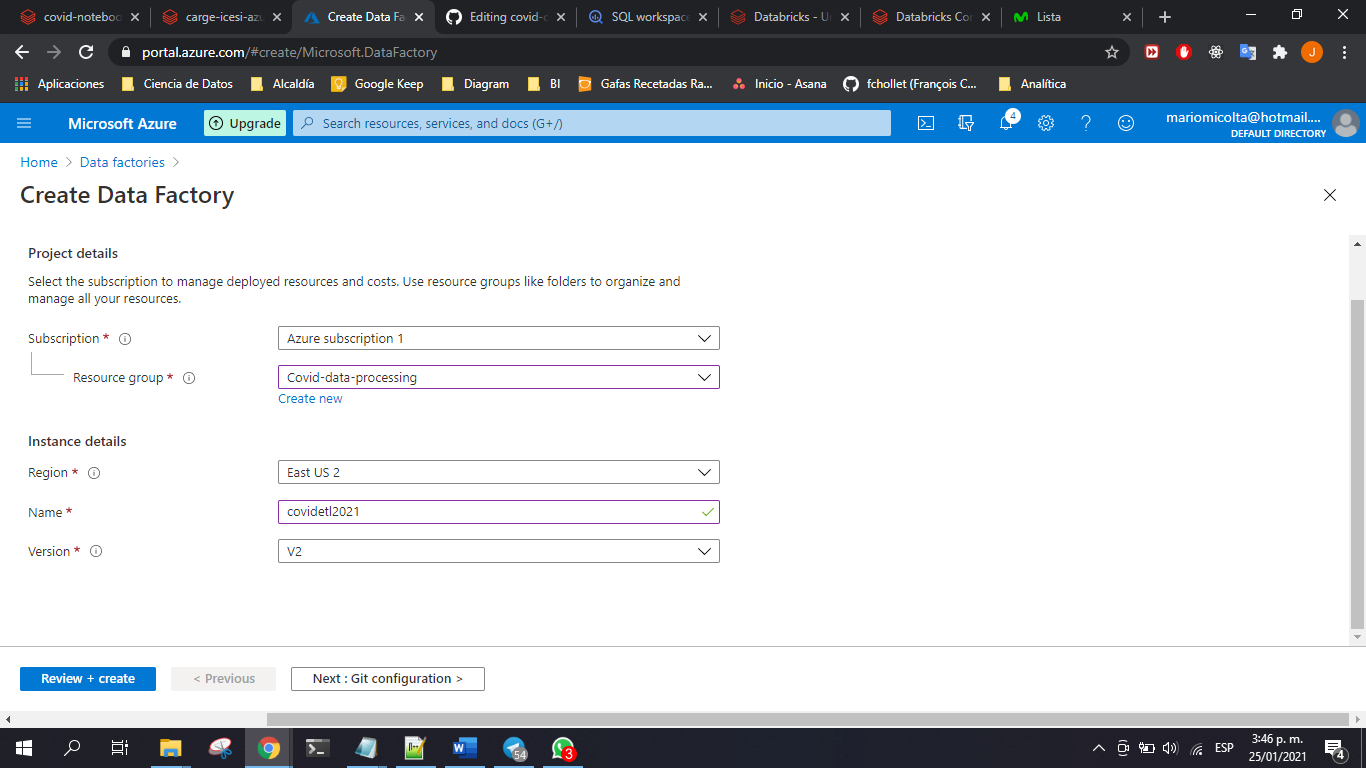 covid-noteboo
carge-icesi-azu
Create Data Fa
Editing covid-
SQL workspace
Databricks - U
Databricks Co
Lista
portal.azure.com/#create/Microsoft.DataFactory
J
Aplicaciones
Ciencia de Datos
Alcaldía
Google Keep
Diagram
BI
Gafas Recetadas Ra...
Inicio - Asana
fchollet (François C...
Analítica
Microsoft Azure
Upgrade
Search resources, services, and docs (G+/)
4
mariomicolta@hotmail....
DEFAULT DIRECTORY
Home > Data factories >
Create Data Factory
Project details
Select the subscription to manage deployed resources and costs. Use resource groups like folders to organize and
manage all your resources.
Subscription *
Azure subscription 1
Resource group *
Covid-data-processing
Create new
Instance details
Region *
East US 2
Name *
covidetl2021
Version *
V2
Review + create
< Previous
Next : Git configuration >
54
3
ESP
3:46 p. m.
25/01/2021
4